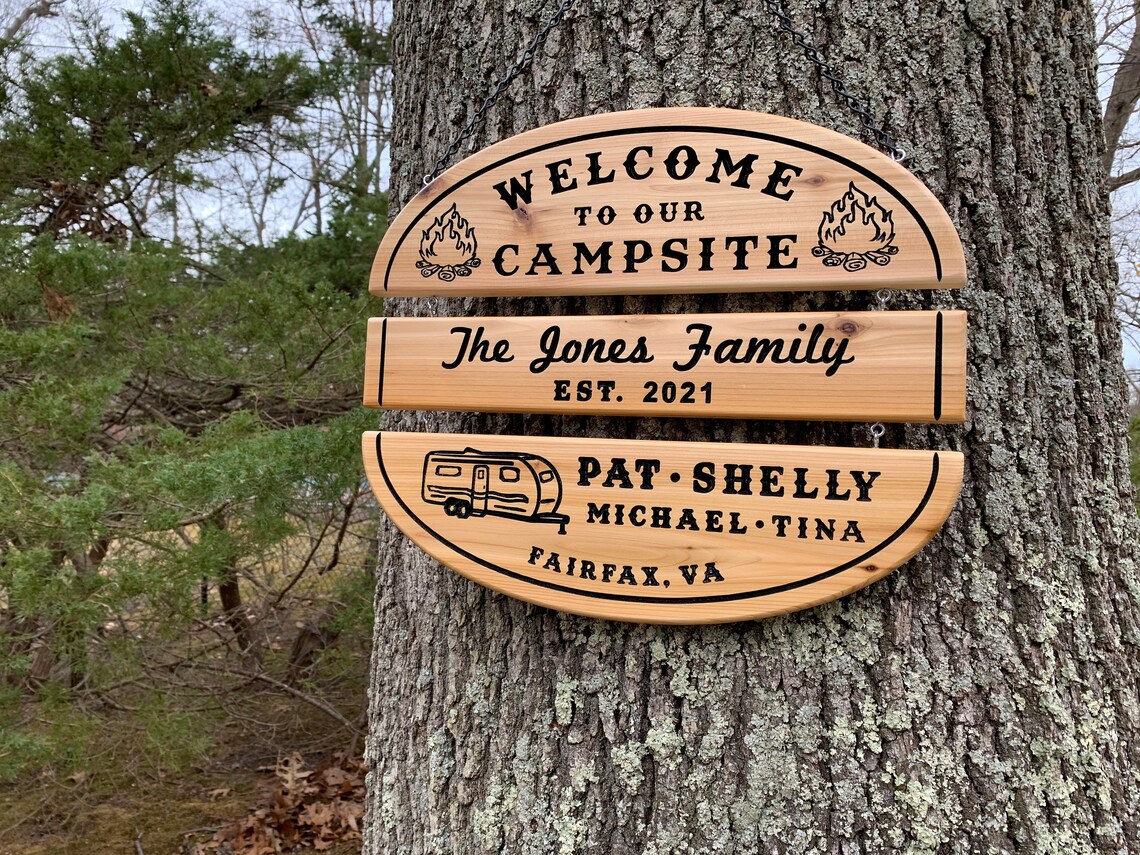 WELCOME
TO OUR
CAMPSITE
The Jones Family
EST. 2021
PAT • SHELLY
MICHAEL • TINA
FAIRFAX, VA